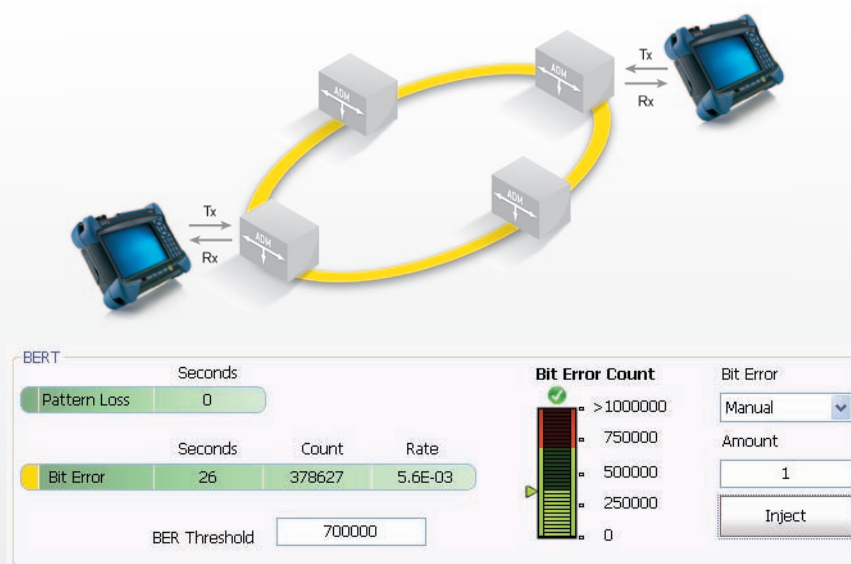 ADM
ADM
Tx
Rx
ADM
Tx
Rx
ADM
BERT
Seconds
Pattern Loss 0
Seconds Count Rate
Bit Error 26 378627 5.6E-03
BER Threshold 700000
Bit Error Count
>1000000
750000
500000
250000
0
Bit Error
Manual
Amount
1
Inject